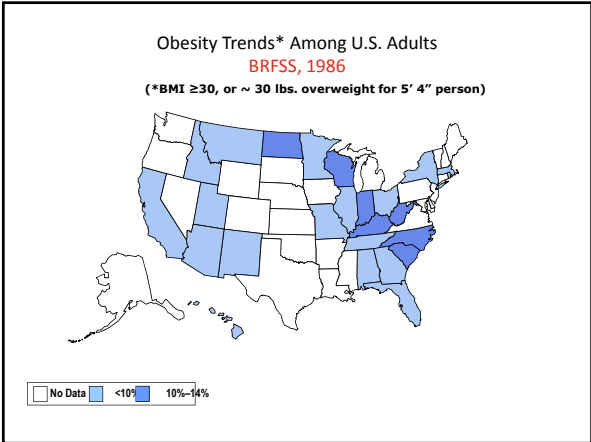 Obesity Trends* Among U.S. Adults
BRFSS, 1986
(*BMI ≥30, or ~ 30 lbs. overweight for 5’ 4” person)
No Data <10% 10%–14%